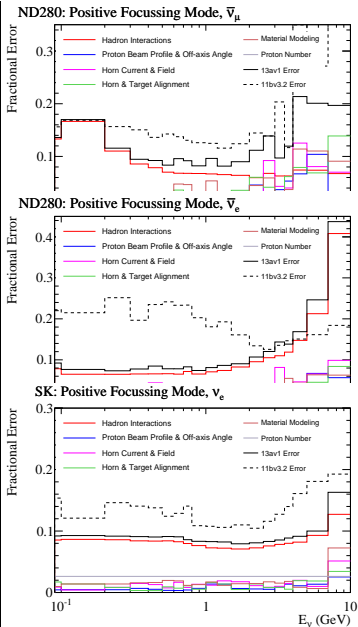 ND280: Positive Focussing Mode, ν̅μ
Fractional Error
0.3
0.2
0.1
Hadron Interactions
Proton Beam Profile & Off-axis Angle
Horn Current & Field
Horn & Target Alignment
Material Modeling
Proton Number
13av1 Error
11bv3.2 Error
ND280: Positive Focussing Mode, ν̅e
Fractional Error
0.4
0.3
0.2
0.1
Hadron Interactions
Proton Beam Profile & Off-axis Angle
Horn Current & Field
Horn & Target Alignment
Material Modeling
Proton Number
13av1 Error
11bv3.2 Error
SK: Positive Focussing Mode, νe
Fractional Error
0.3
0.2
0.1
0
Hadron Interactions
Proton Beam Profile & Off-axis Angle
Horn Current & Field
Horn & Target Alignment
Material Modeling
Proton Number
13av1 Error
11bv3.2 Error
10⁻¹ 1 10
Eν (GeV)